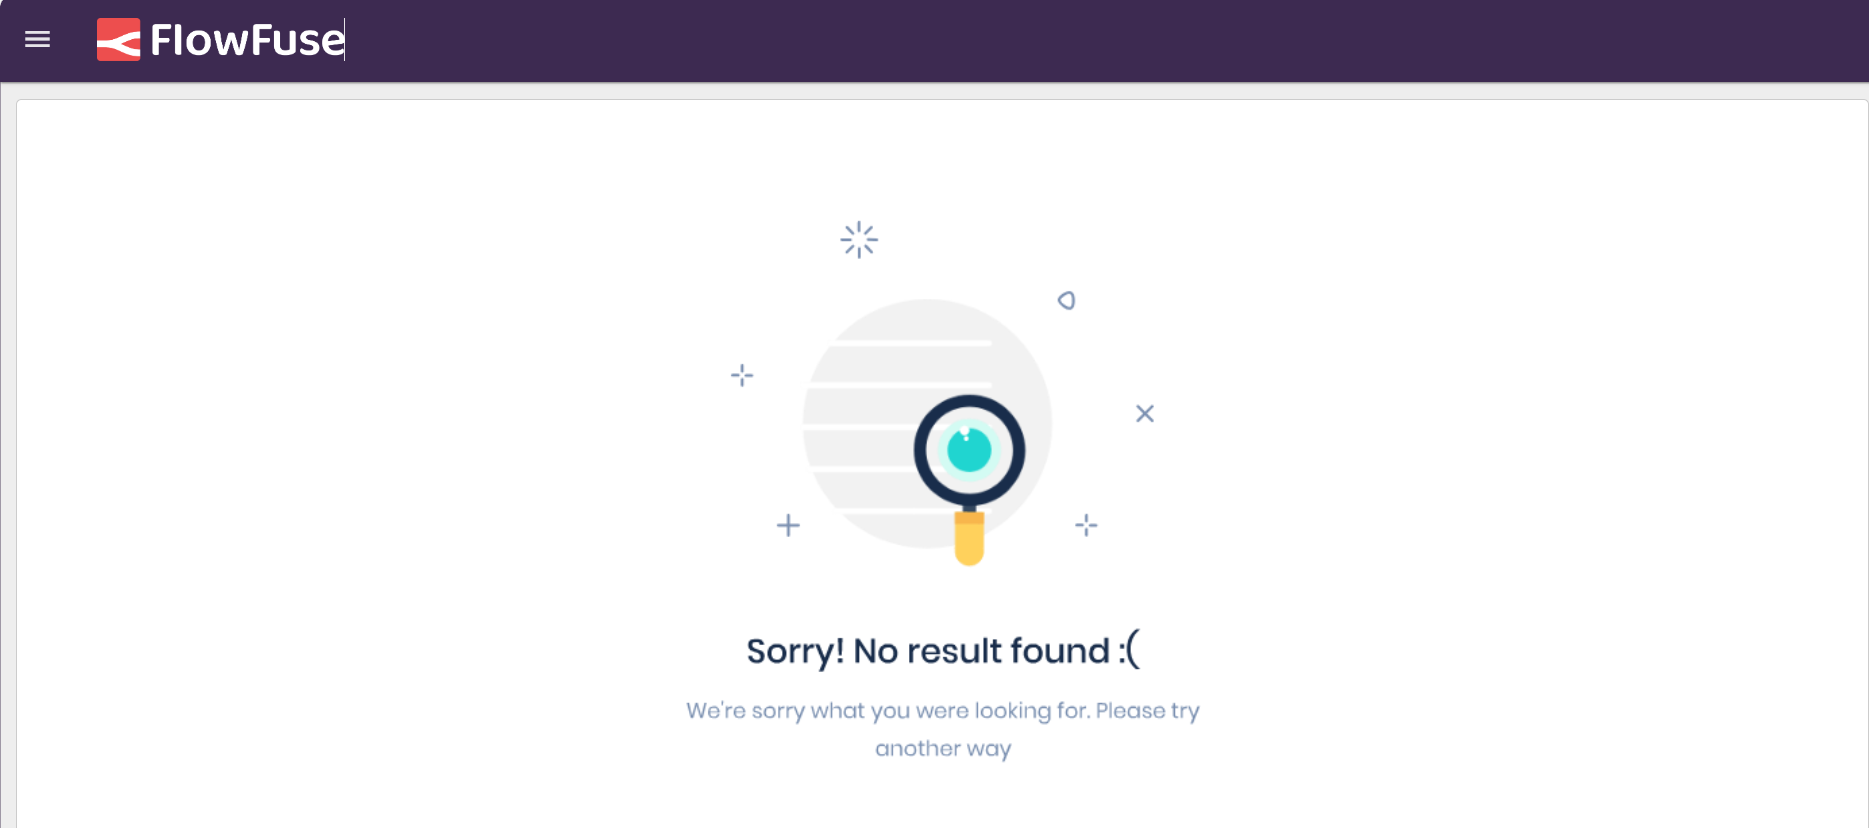 FlowFuse
Sorry! No result found :(
We're sorry what you were looking for. Please try
another way